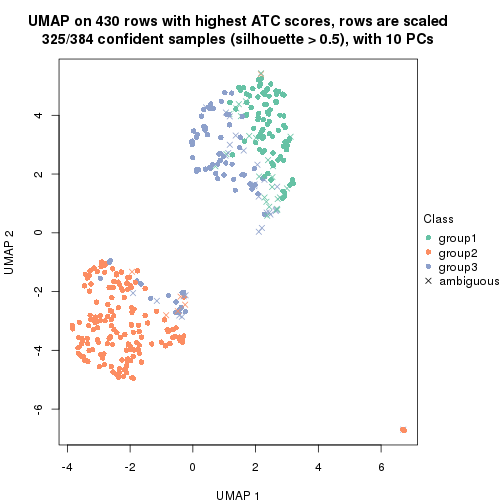 UMAP on 430 rows with highest ATC scores, rows are scaled
325/384 confident samples (silhouette > 0.5), with 10 PCs
4
2
0
-2
-4
-6
UMAP 2
-4
-2
0
2
4
6
UMAP 1
Class
group1
group2
group3
ambiguous